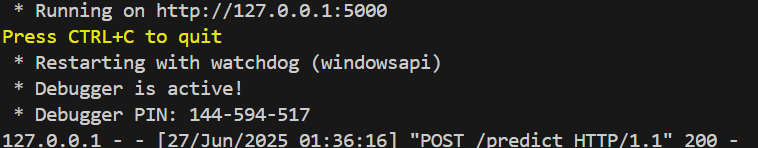 * Running on http://127.0.0.1:5000
Press CTRL+C to quit
* Restarting with watchdog (windowsapi)
* Debugger is active!
* Debugger PIN: 144-594-517
127.0.0.1 - - [27/Jun/2025 01:36:16] "POST /predict HTTP/1.1" 200 -